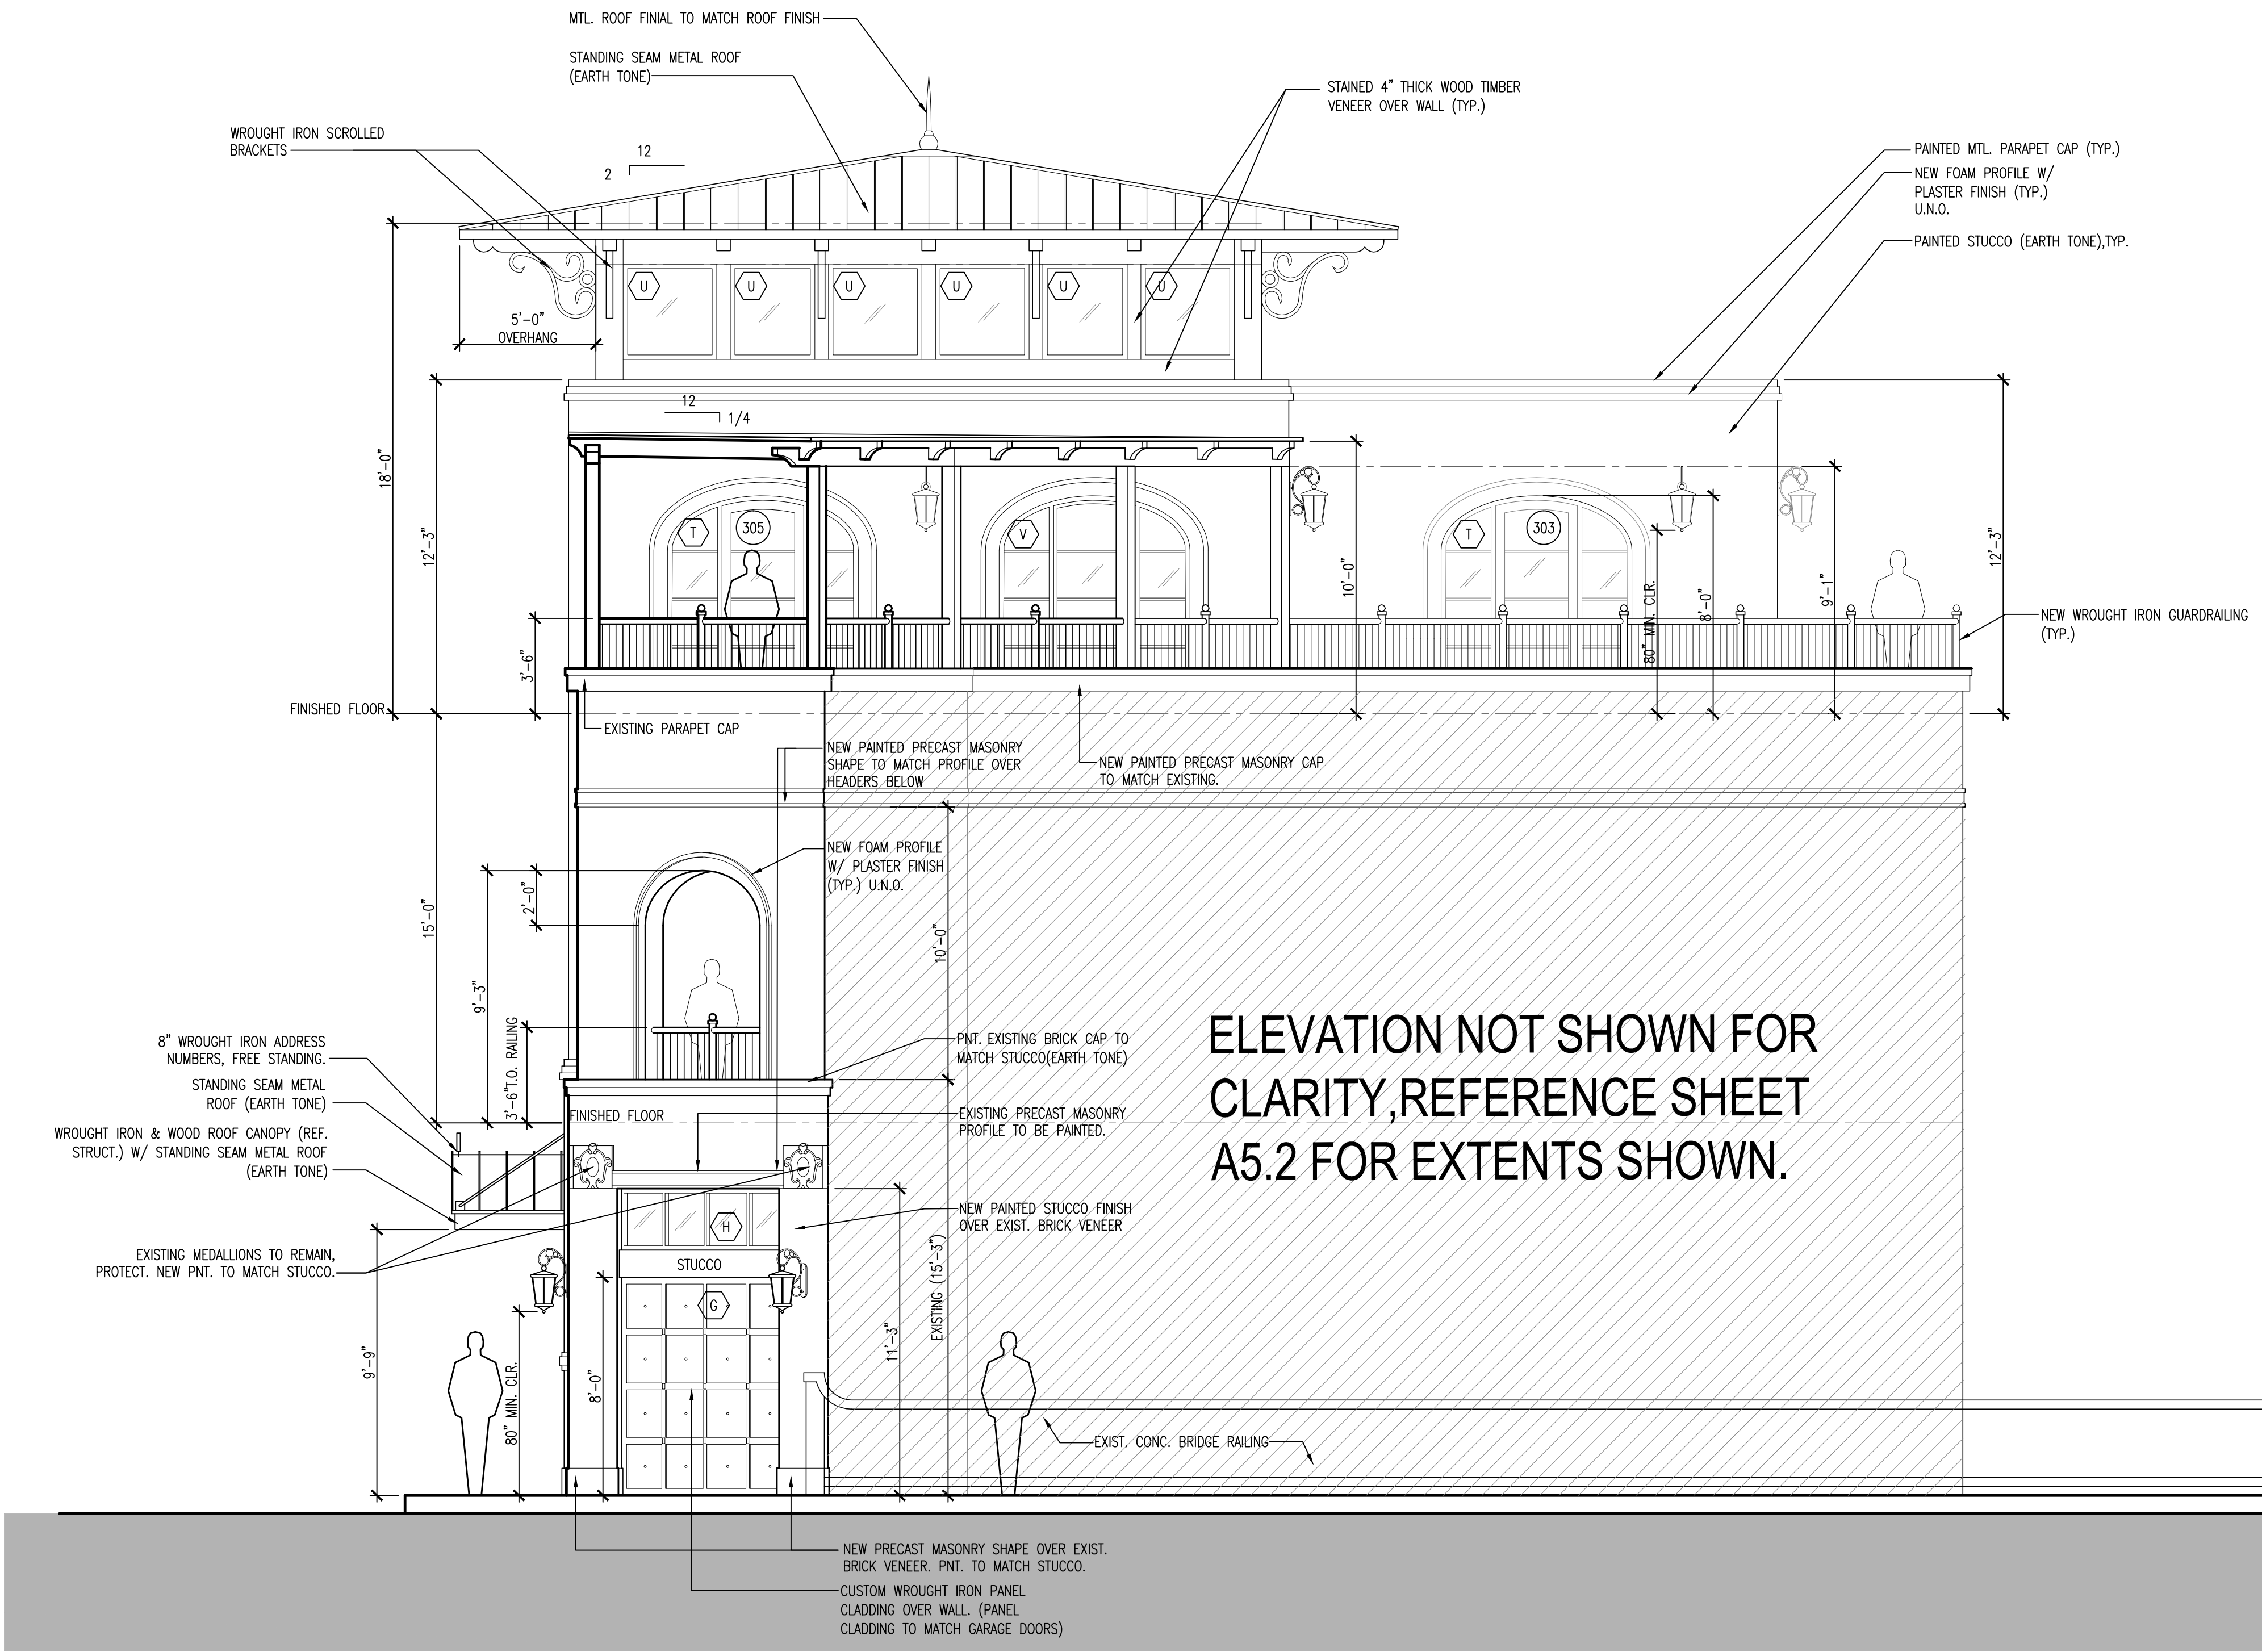 MTL. ROOF FINIAL TO MATCH ROOF FINISH
STANDING SEAM METAL ROOF
(EARTH TONE)
STAINED 4" THICK WOOD TIMBER
VENEER OVER WALL (TYP.)
WROUGHT IRON SCROLLED
BRACKETS
12
2
PAINTED MTL. PARAPET CAP (TYP.)
NEW FOAM PROFILE W/
PLASTER FINISH (TYP.)
U.N.O.
PAINTED STUCCO (EARTH TONE),TYP.
U
U
U
U
U
U
5'-0"
OVERHANG
12
1/4
18'-0"
12'-3"
T
305
V
T
303
10'-0"
80" MIN. CLR.
8'-0"
9'-1"
12'-3"
3'-6"
NEW WROUGHT IRON GUARDRAILING
(TYP.)
FINISHED FLOOR
EXISTING PARAPET CAP
NEW PAINTED PRECAST MASONRY
SHAPE TO MATCH PROFILE OVER
HEADERS BELOW
NEW PAINTED PRECAST MASONRY CAP
TO MATCH EXISTING.
NEW FOAM PROFILE
W/ PLASTER FINISH
(TYP.) U.N.O.
15'-0"
9'-3"
2'-0"
10'-0"
3'-6"T.O. RAILING
ELEVATION NOT SHOWN FOR
CLARITY,REFERENCE SHEET
A5.2 FOR EXTENTS SHOWN.
8" WROUGHT IRON ADDRESS
NUMBERS, FREE STANDING.
STANDING SEAM METAL
ROOF (EARTH TONE)
WROUGHT IRON & WOOD ROOF CANOPY (REF.
STRUCT.) W/ STANDING SEAM METAL ROOF
(EARTH TONE)
PNT. EXISTING BRICK CAP TO
MATCH STUCCO(EARTH TONE)
FINISHED FLOOR
EXISTING PRECAST MASONRY
PROFILE TO BE PAINTED.
NEW PAINTED STUCCO FINISH
OVER EXIST. BRICK VENEER
H
EXISTING MEDALLIONS TO REMAIN,
PROTECT. NEW PNT. TO MATCH STUCCO.
STUCCO
G
9'-9"
80" MIN. CLR.
8'-0"
11'-3"
EXISTING (15'-3")
EXIST. CONC. BRIDGE RAILING
NEW PRECAST MASONRY SHAPE OVER EXIST.
BRICK VENEER. PNT. TO MATCH STUCCO.
CUSTOM WROUGHT IRON PANEL
CLADDING OVER WALL. (PANEL
CLADDING TO MATCH GARAGE DOORS)